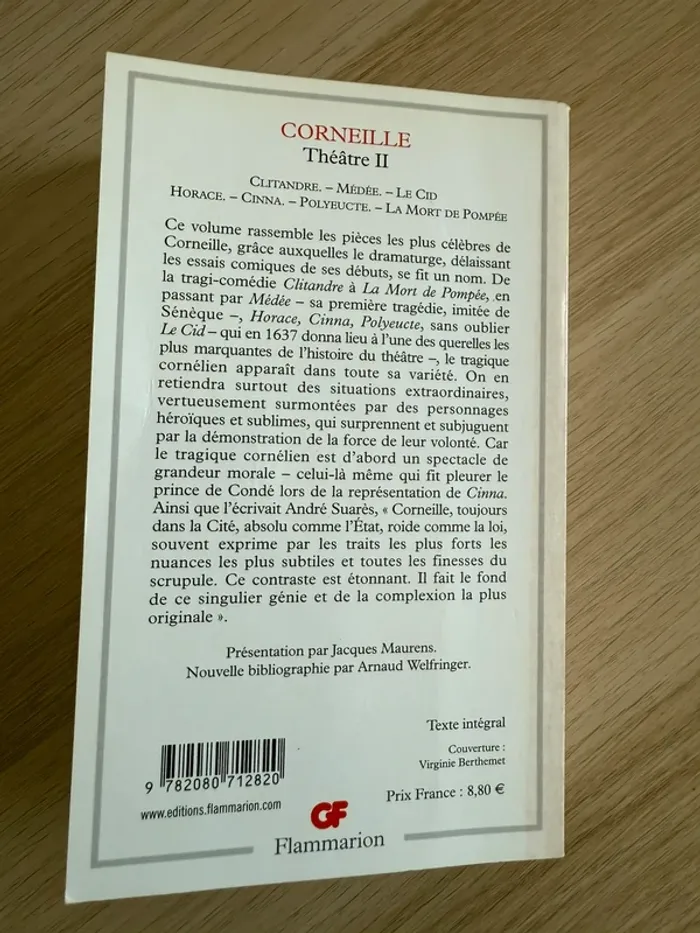 CORNEILLE
Théâtre II
CLITANDRE. – MÉDÉE. – LE CID
HORACE. – CINNA. – POLYEUCTE. – LA MORT DE POMPÉE
Ce volume rassemble les pièces les plus célèbres de
Corneille, grâce auxquelles le dramaturge, délaissant
les essais comiques de ses débuts, se fit un nom. De
la tragi-comédie Clitandre à La Mort de Pompée, en
passant par Médée – sa première tragédie, imitée de
Sénèque –, Horace, Cinna, Polyeucte, sans oublier
Le Cid – qui en 1637 donna lieu à l'une des querelles les
plus marquantes de l'histoire du théâtre –, le tragique
cornélien apparaît dans toute sa variété. On en
retiendra surtout des situations extraordinaires,
vertueusement surmontées par des personnages
héroïques et sublimes, qui surprennent et subjuguent
par la démonstration de la force de leur volonté. Car
le tragique cornélien est d'abord un spectacle de
grandeur morale – celui-là même qui fit pleurer le
prince de Condé lors de la représentation de Cinna.
Ainsi que l'écrivait André Suarès, « Corneille, toujours
dans la Cité, absolu comme l'État, roide comme la loi,
souvent exprime par les traits les plus forts les
nuances les plus subtiles et toutes les finesses du
scrupule. Ce contraste est étonnant. Il fait le fond
de ce singulier génie et de la complexion la plus
originale ».
Présentation par Jacques Maurens.
Nouvelle bibliographie par Arnaud Welfringer.
Texte intégral
Couverture :
Virginie Berthemet
9 782080 712820
www.editions.flammarion.com
Prix France : 8,80 €
GF
Flammarion